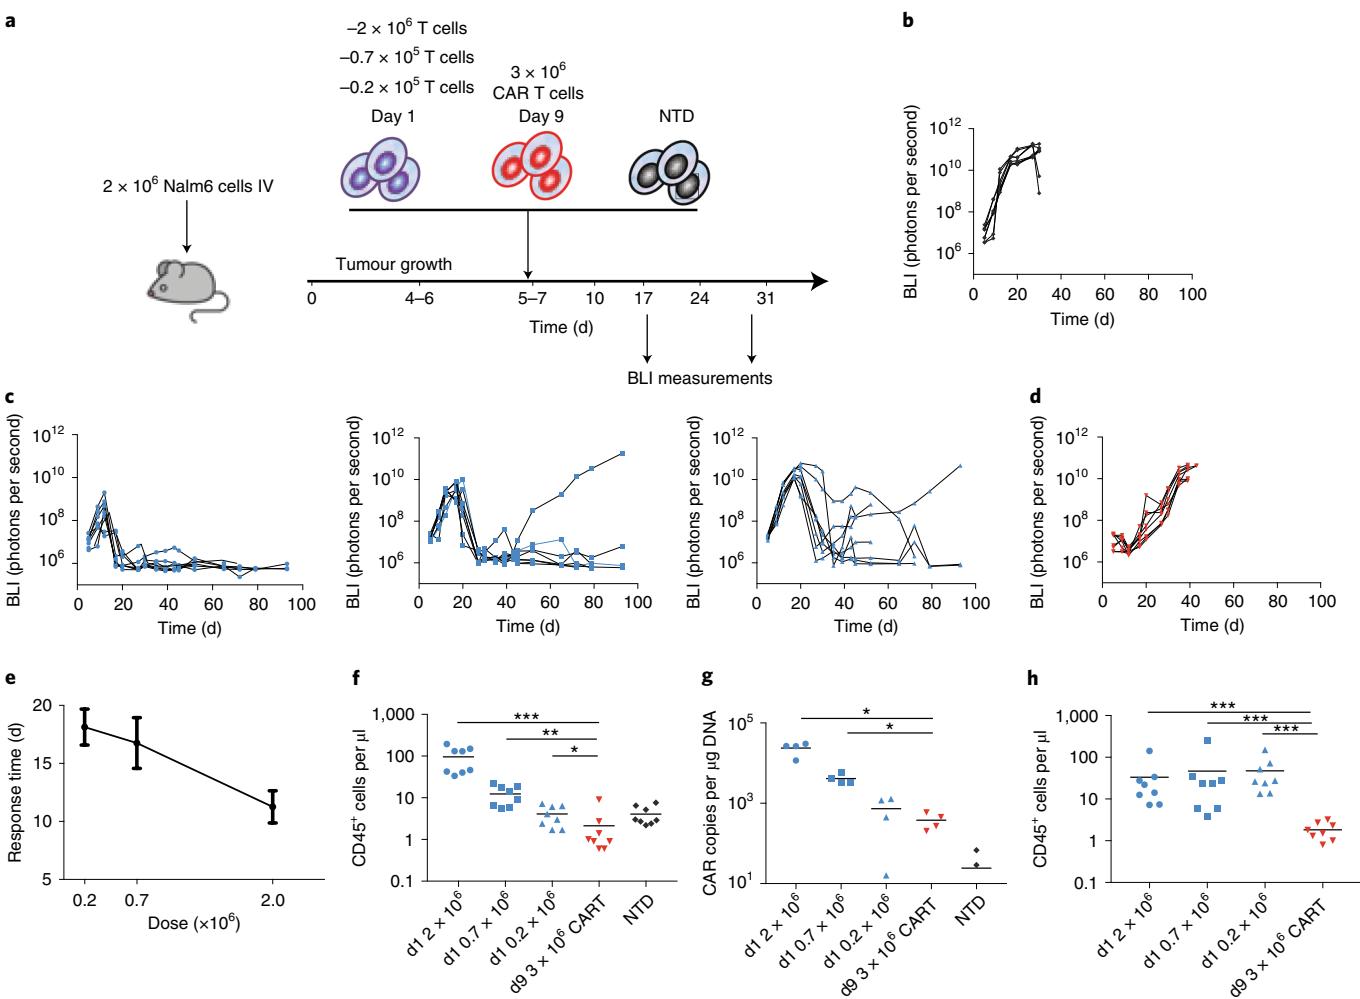 a
–2 × 10⁶ T cells
–0.7 × 10⁵ T cells
–0.2 × 10⁵ T cells
3 × 10⁶
CAR T cells
Day 1
Day 9
NTD
2 × 10⁶ Nalm6 cells IV
Tumour growth
0
4–6
5–7
10
17
24
31
Time (d)
BLI measurements
b
BLI (photons per second)
10¹²
10¹⁰
10⁸
10⁶
0 20 40 60 80 100
Time (d)
c
BLI (photons per second)
10¹²
10¹⁰
10⁸
10⁶
0 20 40 60 80 100
Time (d)
BLI (photons per second)
10¹²
10¹⁰
10⁸
10⁶
0 20 40 60 80 100
Time (d)
BLI (photons per second)
10¹²
10¹⁰
10⁸
10⁶
0 20 40 60 80 100
Time (d)
d
BLI (photons per second)
10¹²
10¹⁰
10⁸
10⁶
0 20 40 60 80 100
Time (d)
e
Response time (d)
20
15
10
5
0.2 0.7 2.0
Dose (×10⁶)
f
CD45⁺ cells per µl
1,000
100
10
1
0.1
***
**
*
d1 2 × 10⁶
d1 0.7 × 10⁶
d1 0.2 × 10⁶
d9 3 × 10⁶ CART
NTD
g
CAR copies per µg DNA
10⁵
10³
10¹
*
*
d1 2 × 10⁶
d1 0.7 × 10⁶
d1 0.2 × 10⁶
d9 3 × 10⁶ CART
NTD
h
CD45⁺ cells per µl
1,000
100
10
1
0.1
***
***
***
d1 2 × 10⁶
d1 0.7 × 10⁶
d1 0.2 × 10⁶
d9 3 × 10⁶ CART